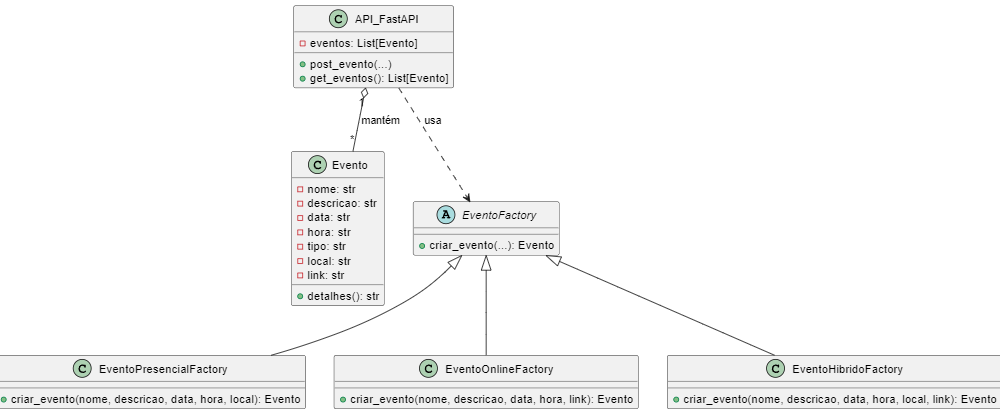 C API_FastAPI
eventos: List[Evento]
post_evento(...)
get_eventos(): List[Evento]
1
mantém
usa
*
C Evento
nome: str
descricao: str
data: str
hora: str
tipo: str
local: str
link: str
detalhes(): str
A EventoFactory
criar_evento(...): Evento
C EventoPresencialFactory
criar_evento(nome, descricao, data, hora, local): Evento
C EventoOnlineFactory
criar_evento(nome, descricao, data, hora, link): Evento
C EventoHibridoFactory
criar_evento(nome, descricao, data, hora, local, link): Evento